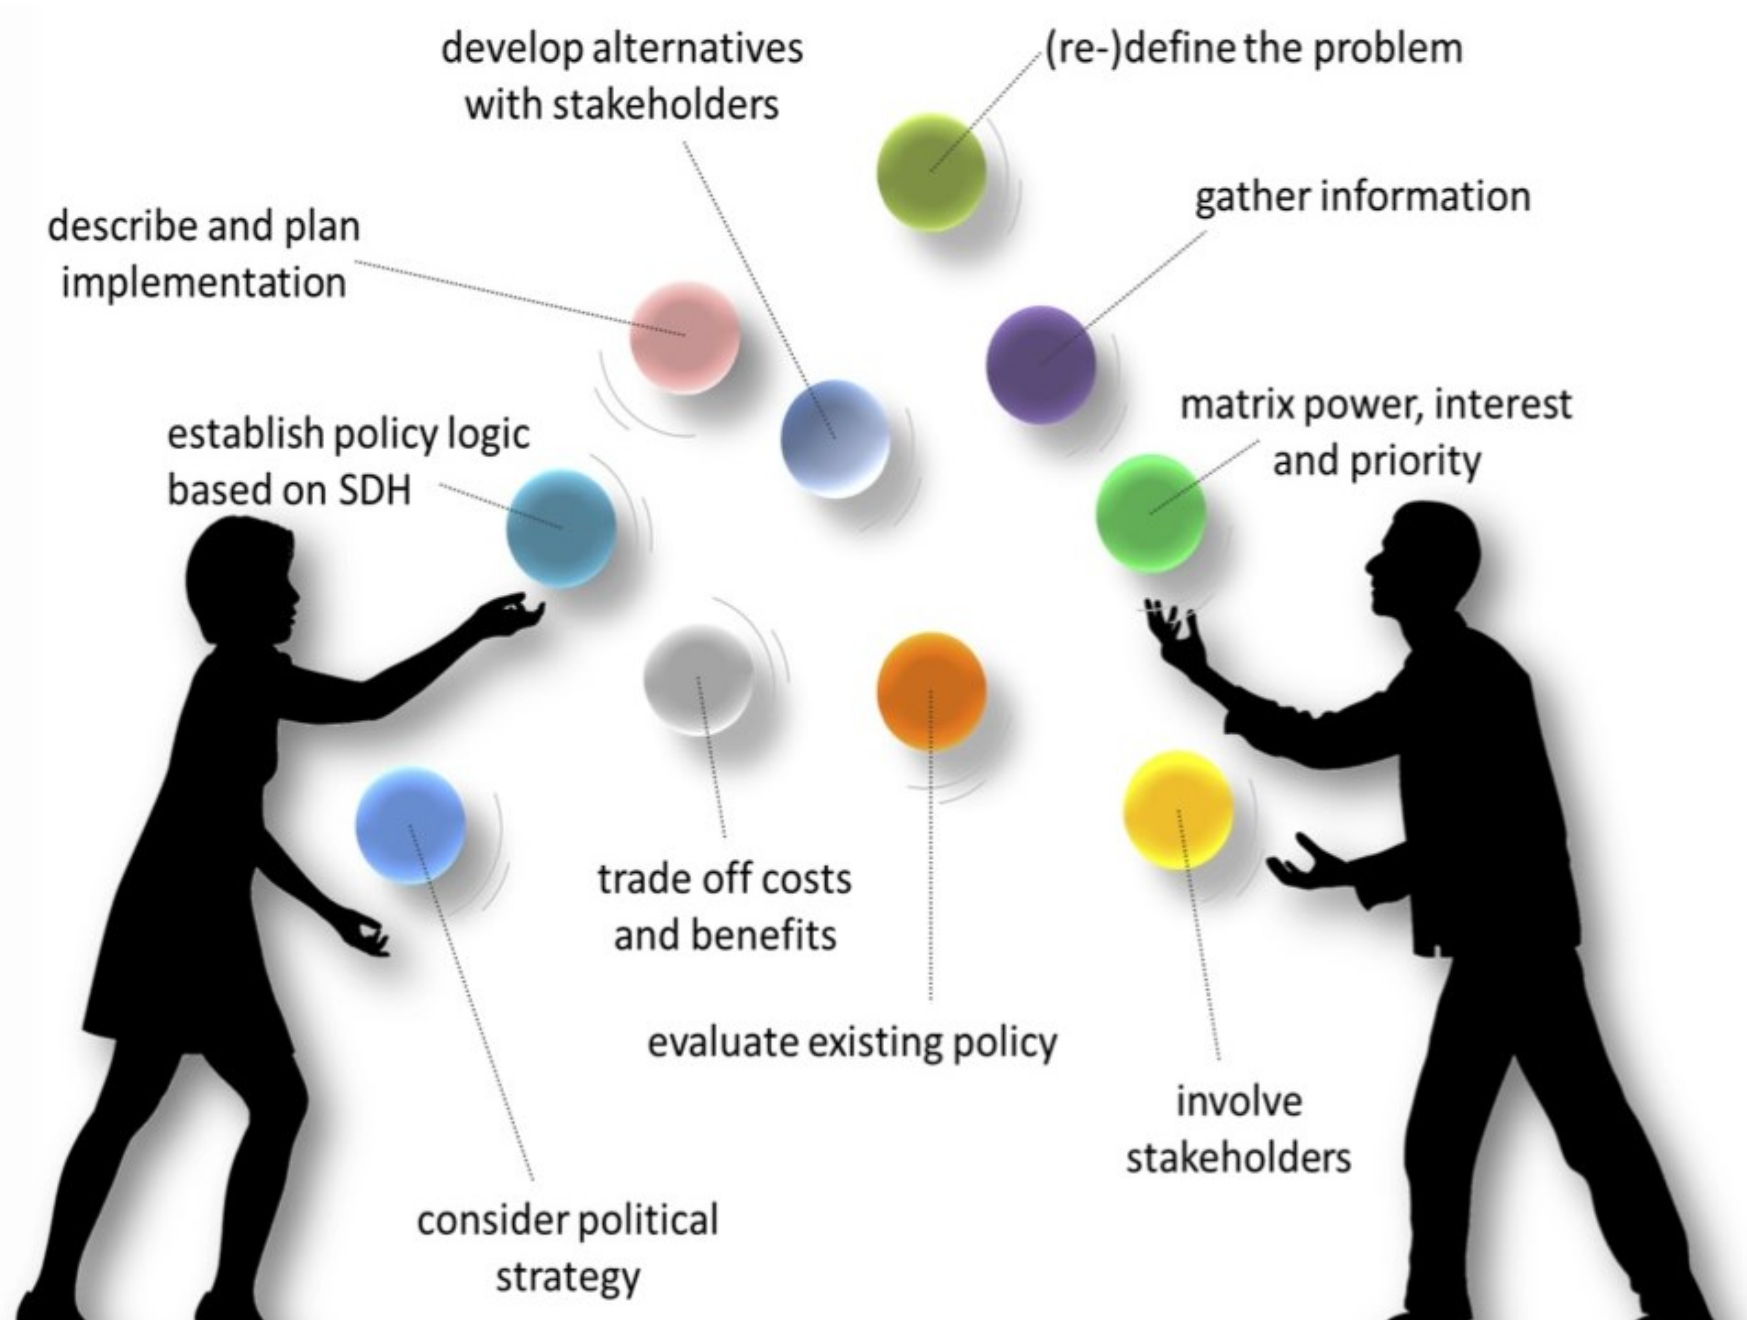 develop alternatives
with stakeholders
(re-)define the problem
gather information
describe and plan
implementation
matrix power, interest
and priority
establish policy logic
based on SDH
trade off costs
and benefits
evaluate existing policy
involve
stakeholders
consider political
strategy